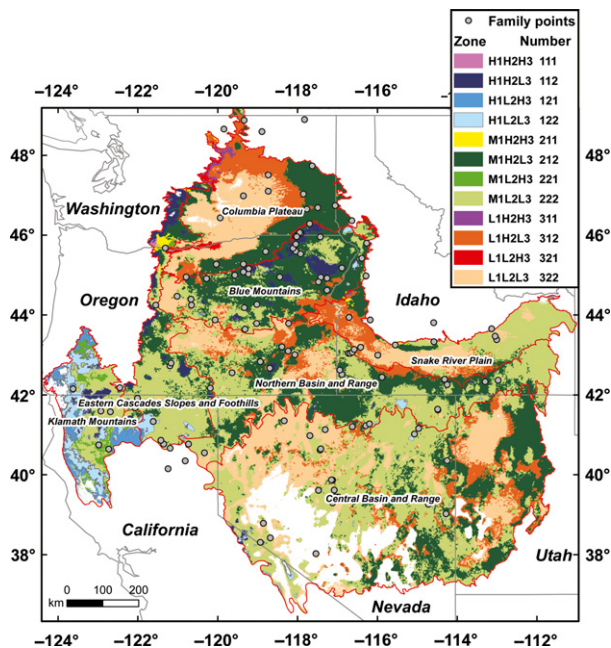 Family points
Zone Number
H1H2H3 111
H1H2L3 112
H1L2H3 121
H1L2L3 122
M1H2H3 211
M1H2L3 212
M1L2H3 221
M1L2L3 222
L1H2H3 311
L1H2L3 312
L1L2H3 321
L1L2L3 322
−124 −122 −120 −118 −116 −114 −112
48°
46°
44°
42°
40°
38°
48°
46°
44°
42°
40°
38°
Washington
Columbia Plateau
Oregon
Blue Mountains
Idaho
Snake River Plain
Northern Basin and Range
Eastern Cascades Slopes and Foothills
Klamath Mountains
Central Basin and Range
California
Utah
Nevada
0 100 200
km
−124 −122 −120 −118 −116 −114 −112